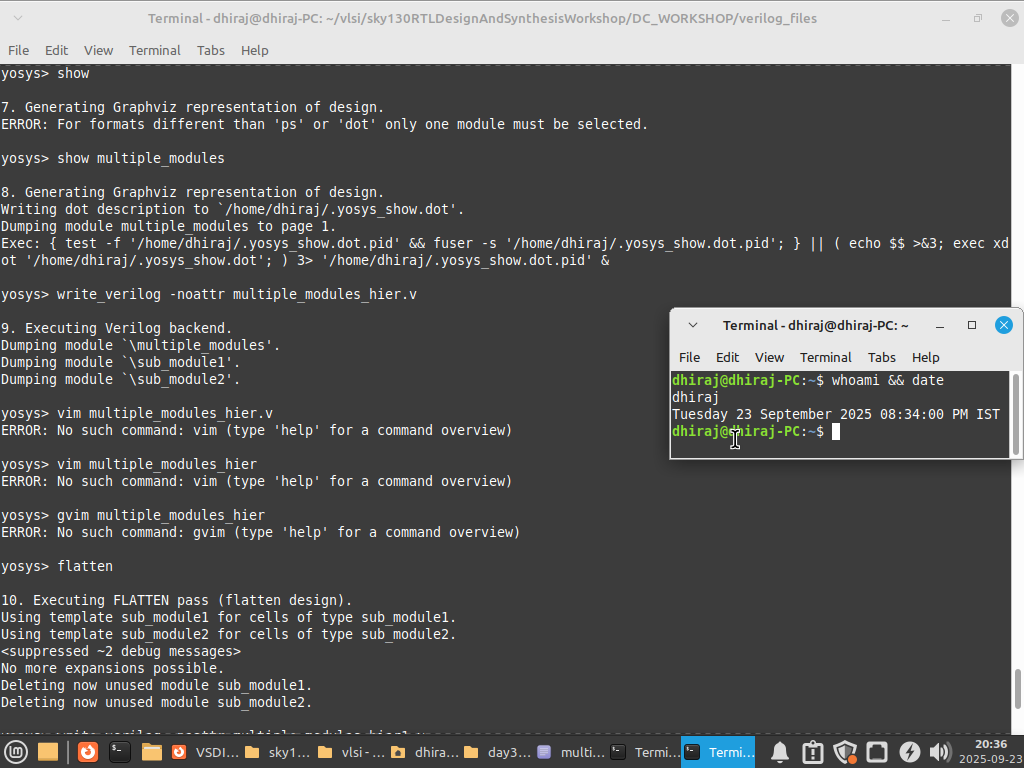 Terminal - dhiraj@dhiraj-PC: ~/vlsi/sky130RTLDesignAndSynthesisWorkshop/DC_WORKSHOP/verilog_files
File Edit View Terminal Tabs Help
yosys> show
7. Generating Graphviz representation of design.
ERROR: For formats different than 'ps' or 'dot' only one module must be selected.
yosys> show multiple_modules
8. Generating Graphviz representation of design.
Writing dot description to `/home/dhiraj/.yosys_show.dot'.
Dumping module multiple_modules to page 1.
Exec: { test -f '/home/dhiraj/.yosys_show.dot.pid' && fuser -s '/home/dhiraj/.yosys_show.dot.pid'; } || ( echo $$ >&3; exec xd
ot '/home/dhiraj/.yosys_show.dot'; ) 3> '/home/dhiraj/.yosys_show.dot.pid' &
yosys> write_verilog -noattr multiple_modules_hier.v
9. Executing Verilog backend.
Dumping module `\multiple_modules'.
Dumping module `\sub_module1'.
Dumping module `\sub_module2'.
yosys> vim multiple_modules_hier.v
ERROR: No such command: vim (type 'help' for a command overview)
yosys> vim multiple_modules_hier
ERROR: No such command: vim (type 'help' for a command overview)
yosys> gvim multiple_modules_hier
ERROR: No such command: gvim (type 'help' for a command overview)
yosys> flatten
10. Executing FLATTEN pass (flatten design).
Using template sub_module1 for cells of type sub_module1.
Using template sub_module2 for cells of type sub_module2.
<suppressed ~2 debug messages>
No more expansions possible.
Deleting now unused module sub_module1.
Deleting now unused module sub_module2.
Terminal - dhiraj@dhiraj-PC: ~
File Edit View Terminal Tabs Help
dhiraj@dhiraj-PC:~$ whoami && date
dhiraj
Tuesday 23 September 2025 08:34:00 PM IST
dhiraj@dhiraj-PC:~$
VSDI... sky1... vlsi -... dhira... day3... multi... Termi... Termi...
20:36
2025-09-23